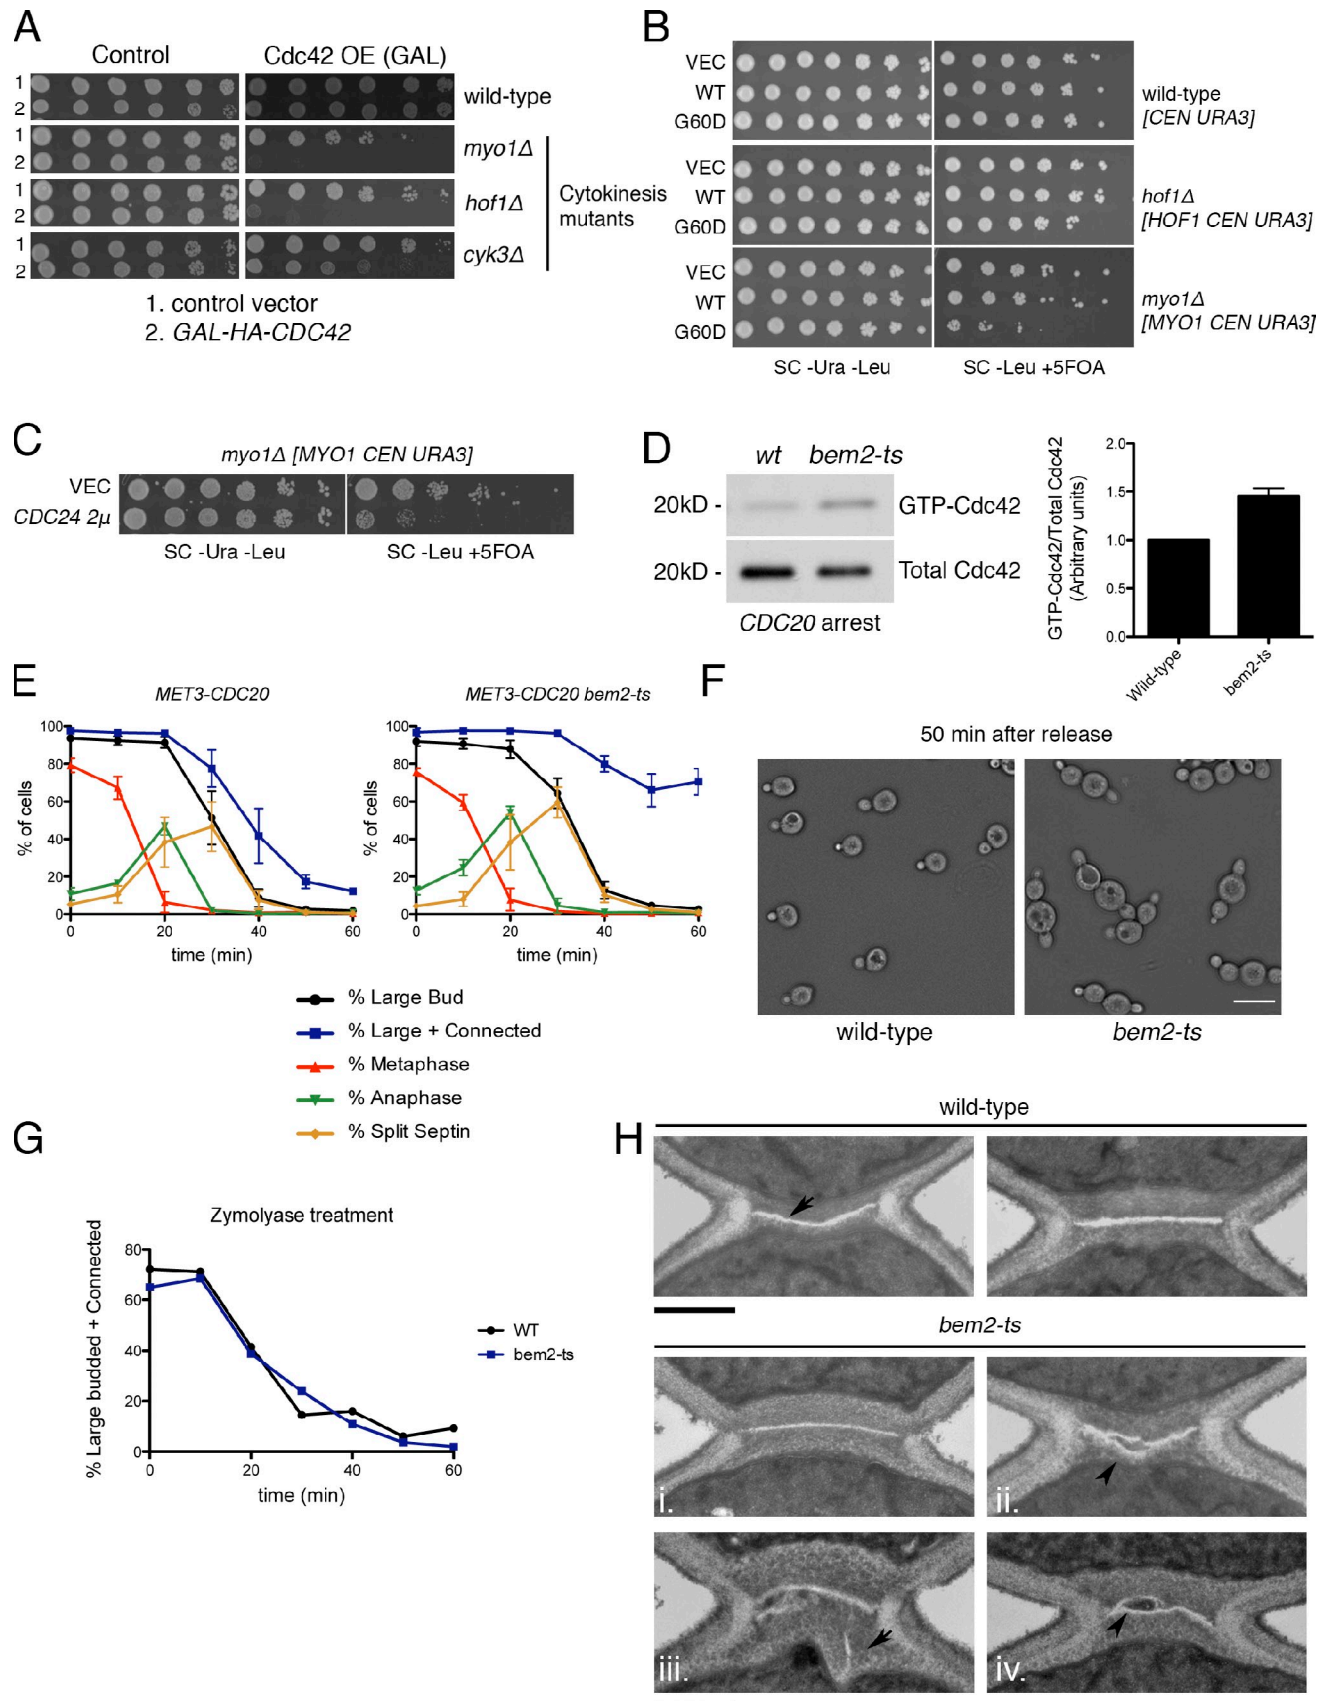 A
Control
Cdc42 OE (GAL)
1
2
wild-type
1
2
myo1Δ
1
2
hof1Δ
1
2
cyk3Δ
Cytokinesis
mutants
1. control vector
2. GAL-HA-CDC42
B
VEC
WT
G60D
wild-type
[CEN URA3]
VEC
WT
G60D
hof1Δ
[HOF1 CEN URA3]
VEC
WT
G60D
myo1Δ
[MYO1 CEN URA3]
SC -Ura -Leu
SC -Leu +5FOA
C
myo1Δ [MYO1 CEN URA3]
VEC
CDC24 2μ
SC -Ura -Leu
SC -Leu +5FOA
D
wt
bem2-ts
20kD -
GTP-Cdc42
20kD -
Total Cdc42
CDC20 arrest
GTP-Cdc42/Total Cdc42
(Arbitrary units)
2.0
1.5
1.0
0.5
0.0
Wild-type
bem2-ts
E
MET3-CDC20
% of cells
100
80
60
40
20
0
0
20
40
60
time (min)
MET3-CDC20 bem2-ts
% of cells
100
80
60
40
20
0
0
20
40
60
time (min)
% Large Bud
% Large + Connected
% Metaphase
% Anaphase
% Split Septin
F
50 min after release
wild-type
bem2-ts
G
Zymolyase treatment
% Large budded + Connected
80
60
40
20
0
0
20
40
60
time (min)
WT
bem2-ts
H
wild-type
bem2-ts
i.
ii.
iii.
iv.